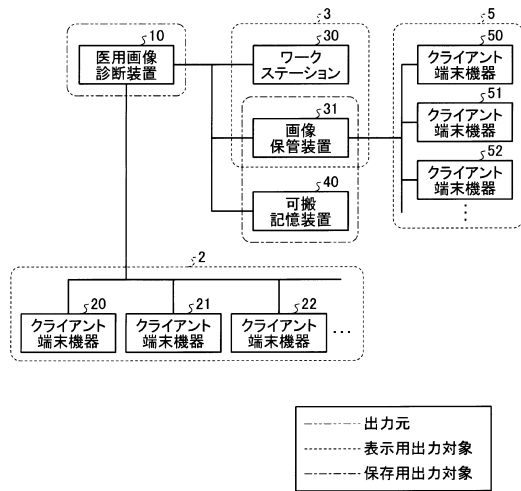 10
医用画像
診断装置
3
30
ワーク
ステーション
31
画像
保管装置
40
可搬
記憶装置
5
50
クライアント
端末機器
51
クライアント
端末機器
52
クライアント
端末機器
2
20
クライアント
端末機器
21
クライアント
端末機器
22
クライアント
端末機器
出力元
表示用出力対象
保存用出力対象